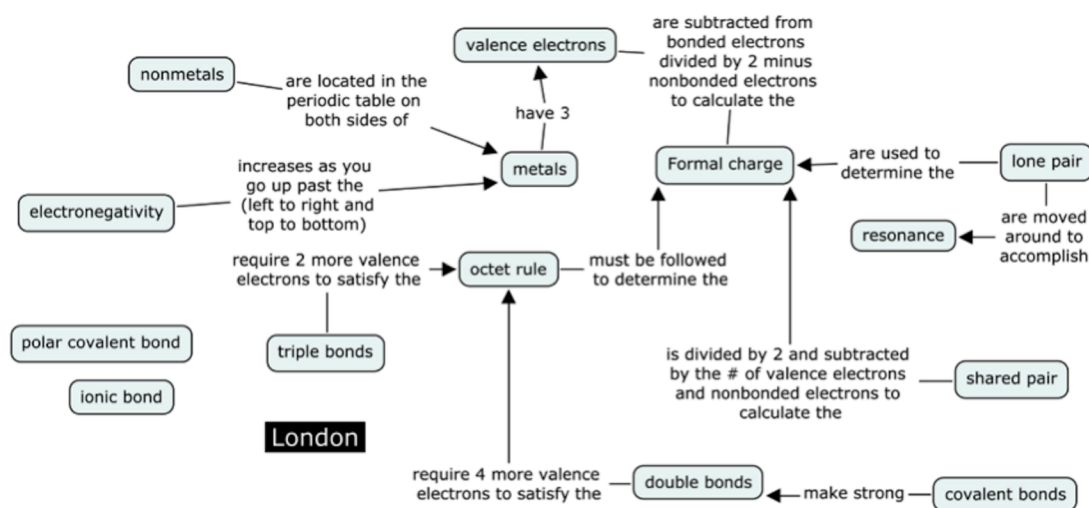 are subtracted from
bonded electrons
divided by 2 minus
nonbonded electrons
to calculate the
valence electrons
nonmetals
are located in the
periodic table on
both sides of
have 3
metals
Formal charge
are used to
determine the
lone pair
increases as you
go up past the
(left to right and
top to bottom)
electronegativity
resonance
are moved
around to
accomplish
require 2 more valence
electrons to satisfy the
octet rule
must be followed
to determine the
polar covalent bond
triple bonds
ionic bond
is divided by 2 and subtracted
by the # of valence electrons
and nonbonded electrons to
calculate the
shared pair
London
require 4 more valence
electrons to satisfy the
double bonds
make strong
covalent bonds